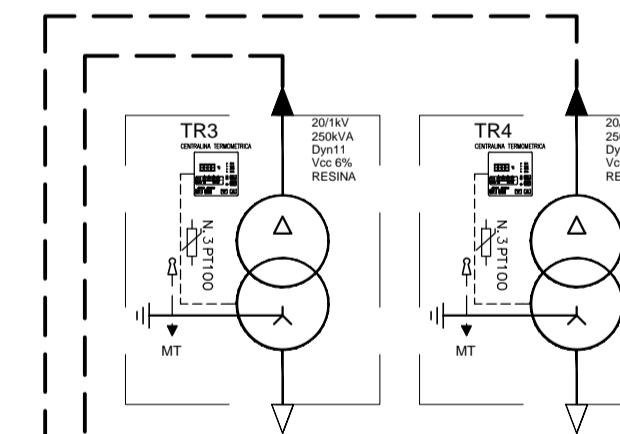 TR3
CENTRALINA TERMOMETRICA
20/1kV
250kVA
Dyn11
Vcc 6%
RESINA
N.3 PT100
MT
TR4
CENTRALINA TERMOMETRICA
N.3 PT100
MT